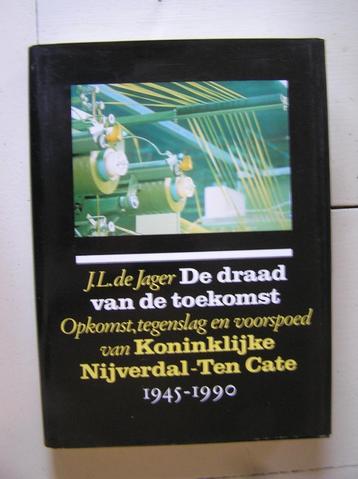 J.L. de Jager De draad
van de toekomst
Opkomst, tegenslag en voorspoed
van Koninklijke
Nijverdal-Ten Cate
1945-1990